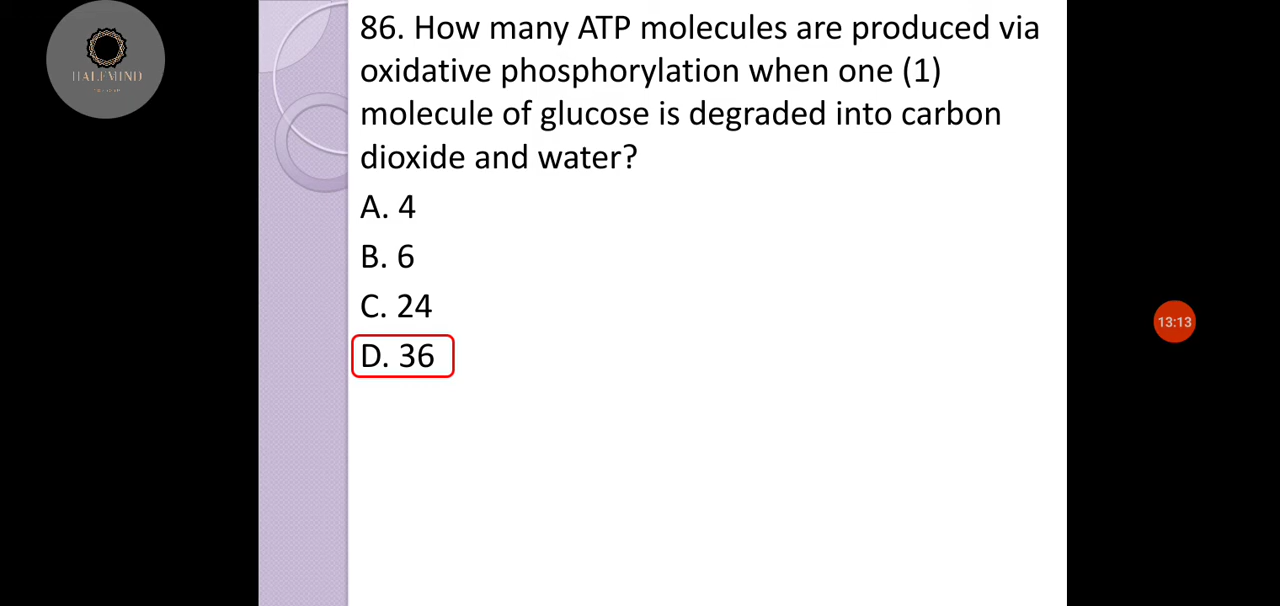 HALFMIND
86. How many ATP molecules are produced via
oxidative phosphorylation when one (1)
molecule of glucose is degraded into carbon
dioxide and water?
A. 4
B. 6
C. 24
D. 36
13:13